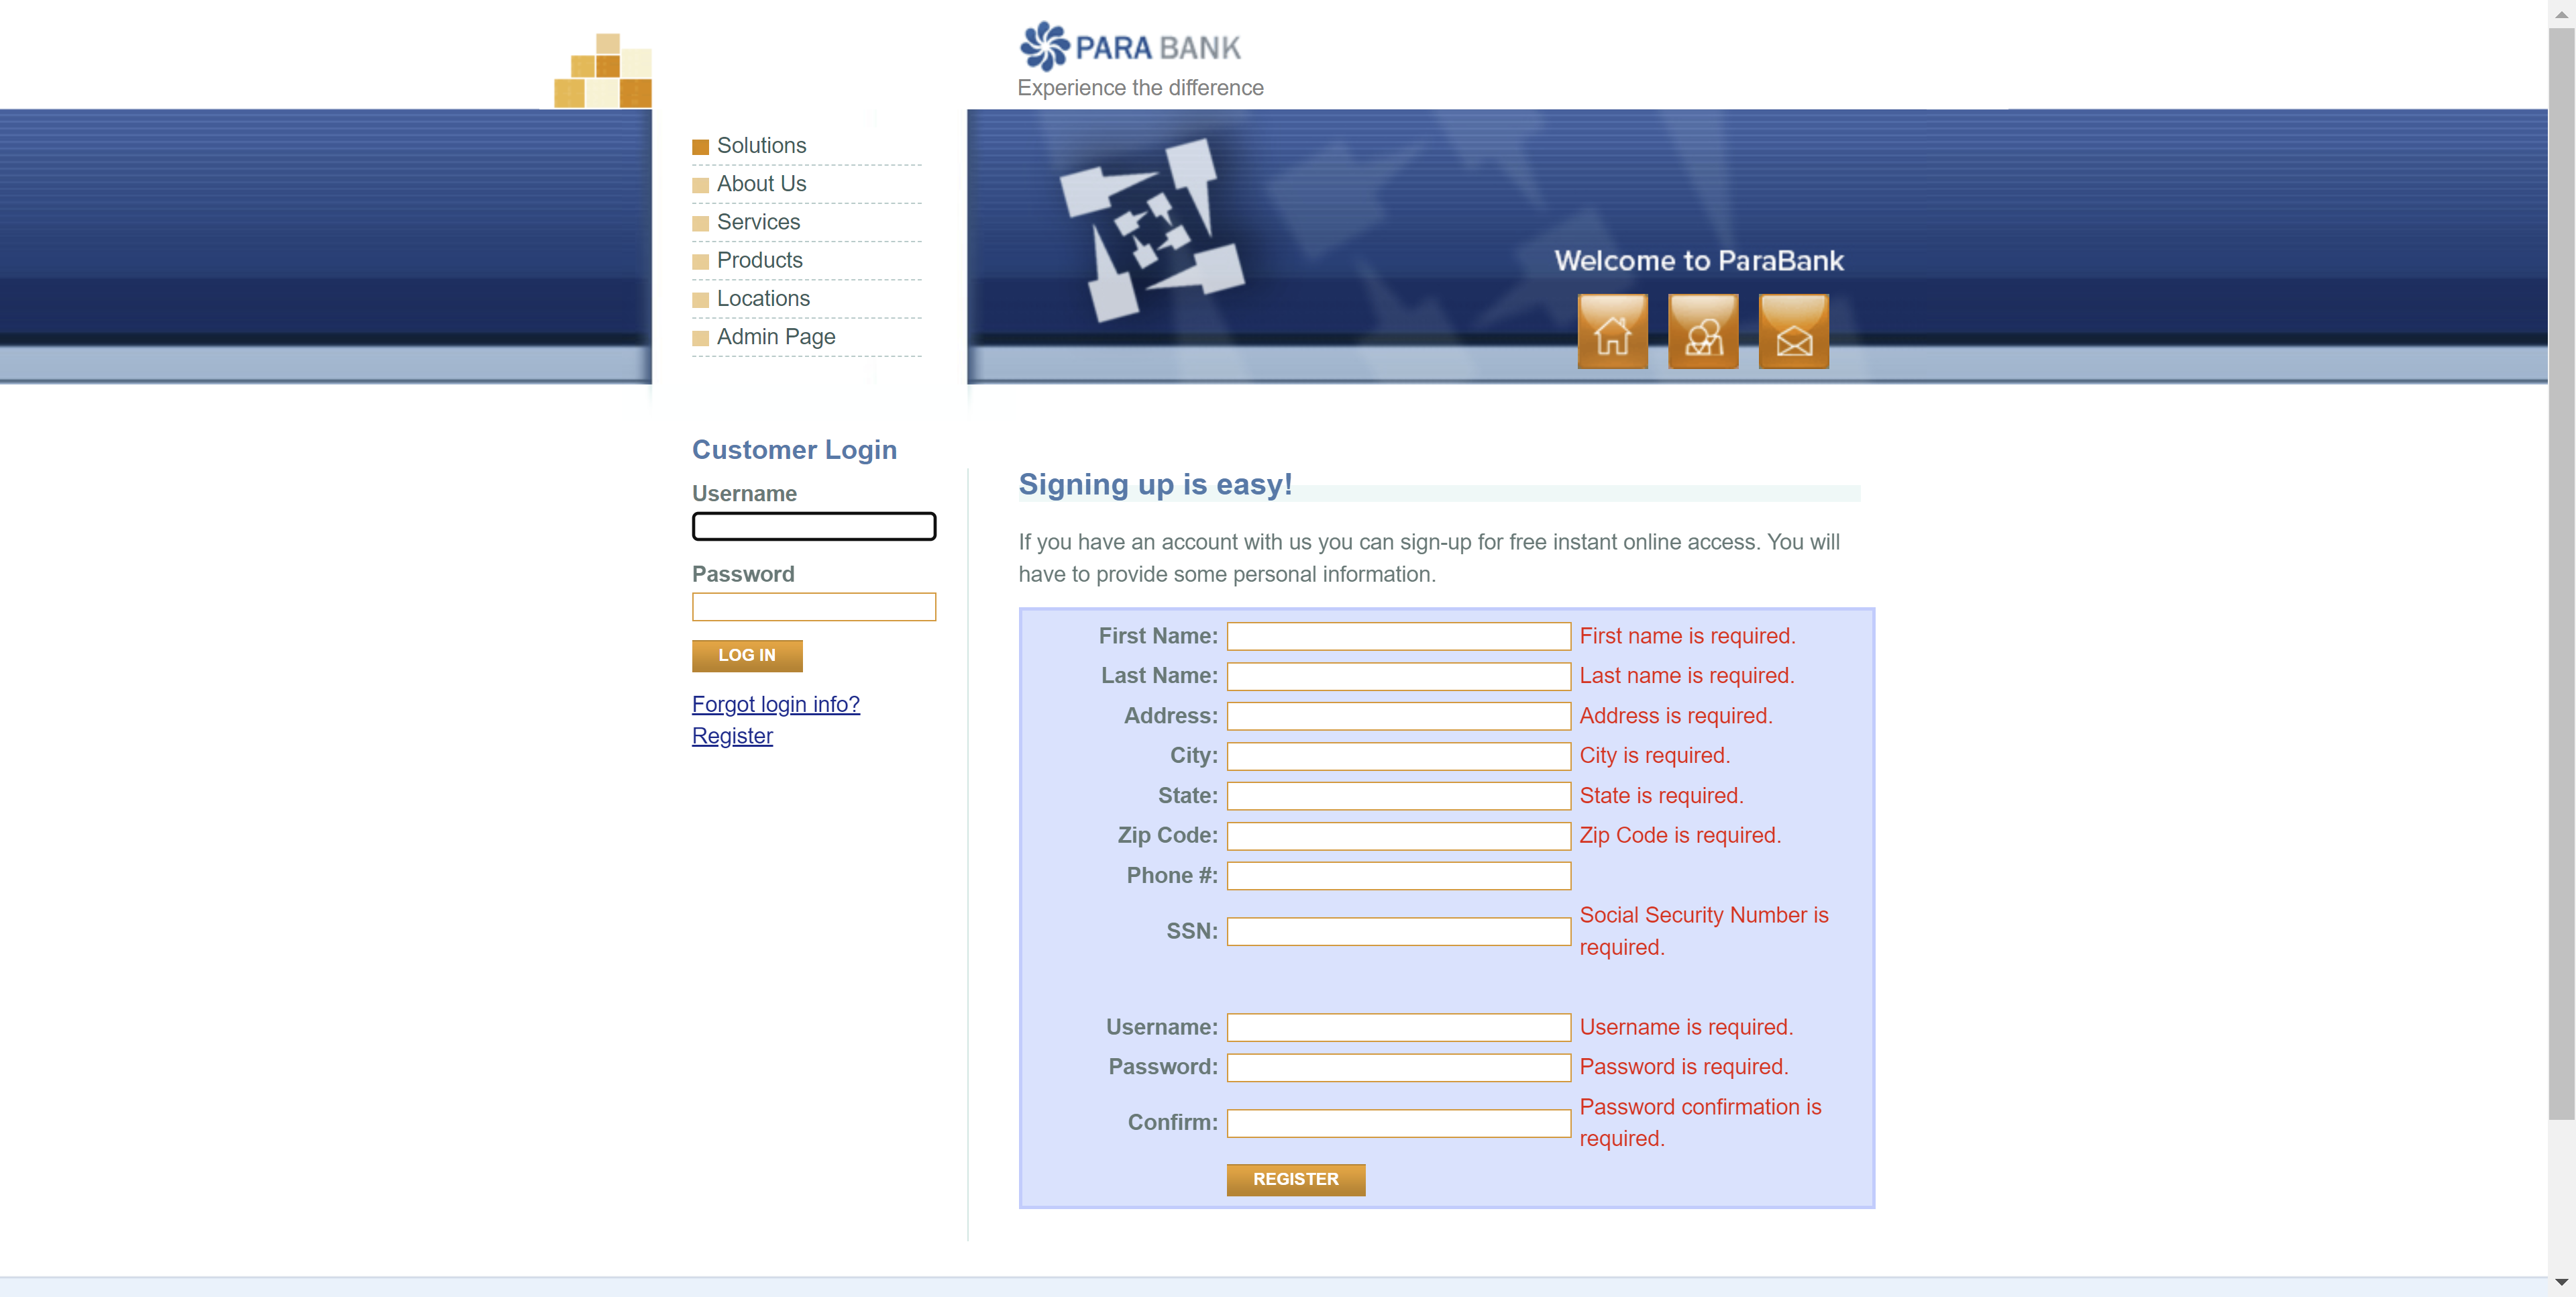 PARA BANK
Experience the difference
Solutions
About Us
Services
Products
Locations
Admin Page
Welcome to ParaBank
Customer Login
Username
Password
LOG IN
Forgot login info?
Register
Signing up is easy!
If you have an account with us you can sign-up for free instant online access. You will
have to provide some personal information.
First Name: First name is required.
Last Name: Last name is required.
Address: Address is required.
City: City is required.
State: State is required.
Zip Code: Zip Code is required.
Phone #:
SSN: Social Security Number is
required.
Username: Username is required.
Password: Password is required.
Confirm: Password confirmation is
required.
REGISTER